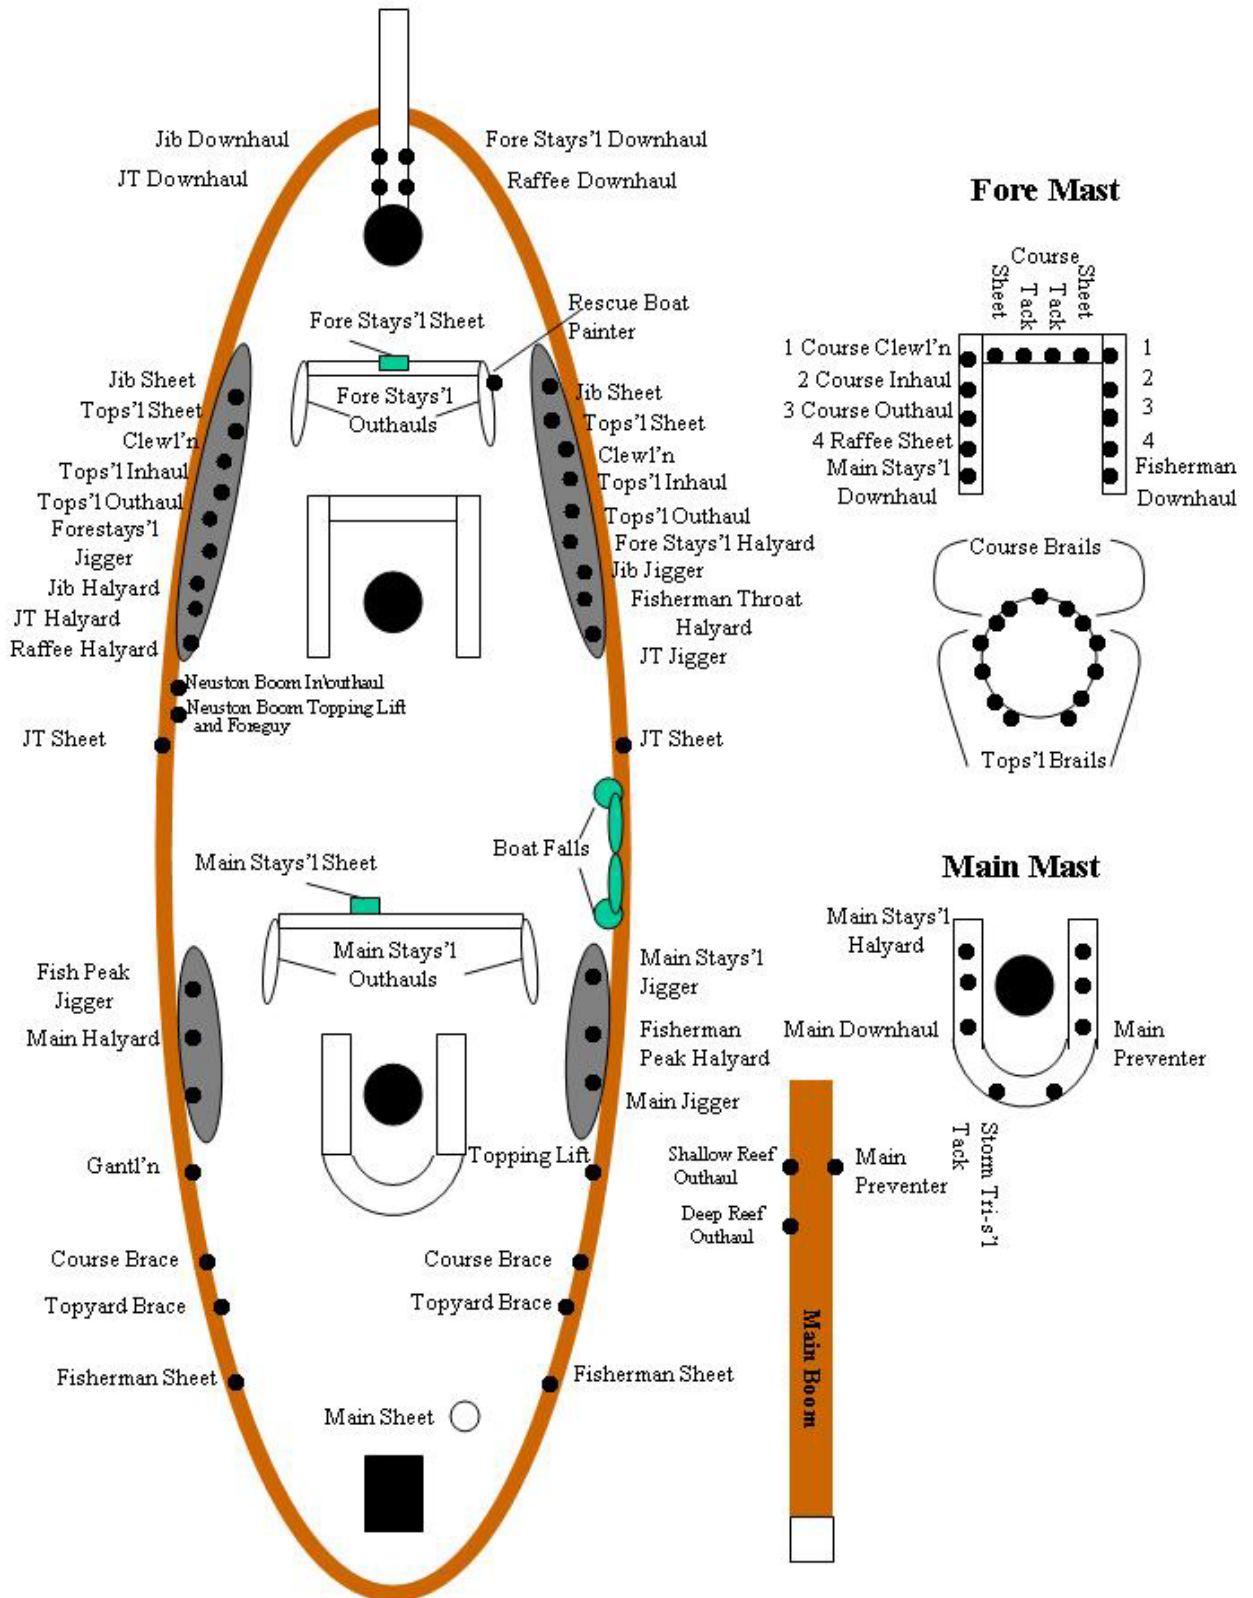 Jib Downhaul
JT Downhaul
Fore Stays'l Downhaul
Raffee Downhaul
Fore Stays'l Sheet
Rescue Boat
Painter
Fore Stays'l
Outhauls
Jib Sheet
Tops'l Sheet
Clewl'n
Tops'l Inhaul
Tops'l Outhaul
Forestays'l
Jigger
Jib Halyard
JT Halyard
Raffee Halyard
Jib Sheet
Tops'l Sheet
Clewl'n
Tops'l Inhaul
Tops'l Outhaul
Fore Stays'l Halyard
Jib Jigger
Fisherman Throat
Halyard
JT Jigger
Neuston Boom In/outhaul
Neuston Boom Topping Lift
and Foreguy
JT Sheet
JT Sheet
Boat Falls
Main Stays'l Sheet
Main Stays'l
Outhauls
Fish Peak
Jigger
Main Halyard
Main Stays'l
Jigger
Fisherman
Peak Halyard
Main Jigger
Gantl'n
Topping Lift
Course Brace
Course Brace
Topyard Brace
Topyard Brace
Fisherman Sheet
Fisherman Sheet
Main Sheet
Fore Mast
Course
Sheet
Tack
Tack
Sheet
1 Course Clewl'n
2 Course Inhaul
3 Course Outhaul
4 Raffee Sheet
Main Stays'l
Downhaul
1
2
3
4
Fisherman
Downhaul
Course Brails
Tops'l Brails
Main Mast
Main Stays'l
Halyard
Main Downhaul
Main
Preventer
Storm Tri-s'l
Tack
Shallow Reef
Outhaul
Deep Reef
Outhaul
Main
Preventer
Main Boom